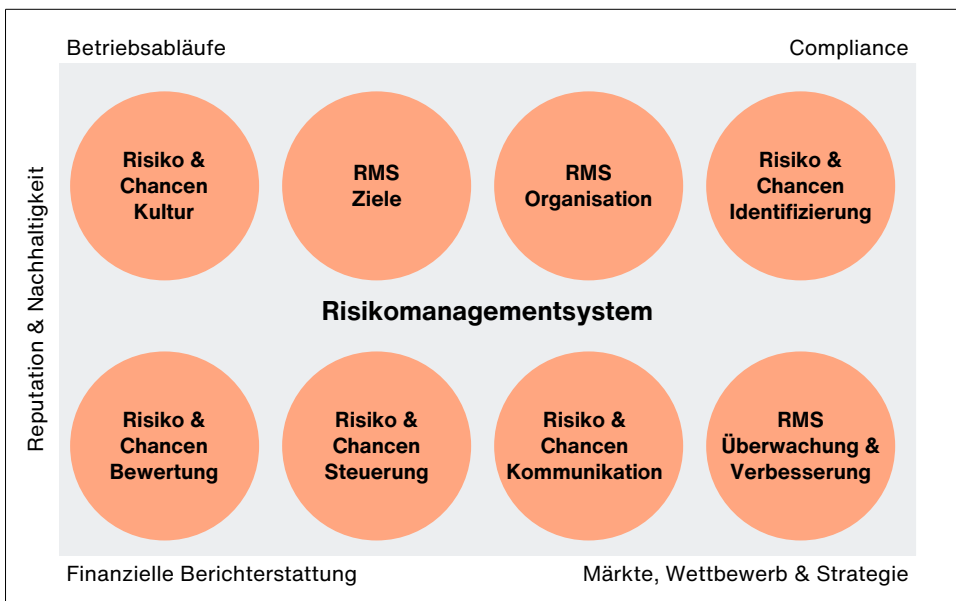 Betriebsabläufe
Compliance
Reputation & Nachhaltigkeit
Risiko &
Chancen
Kultur
RMS
Ziele
RMS
Organisation
Risiko &
Chancen
Identifizierung
Risikomanagementsystem
Risiko &
Chancen
Bewertung
Risiko &
Chancen
Steuerung
Risiko &
Chancen
Kommunikation
RMS
Überwachung &
Verbesserung
Finanzielle Berichterstattung
Märkte, Wettbewerb & Strategie